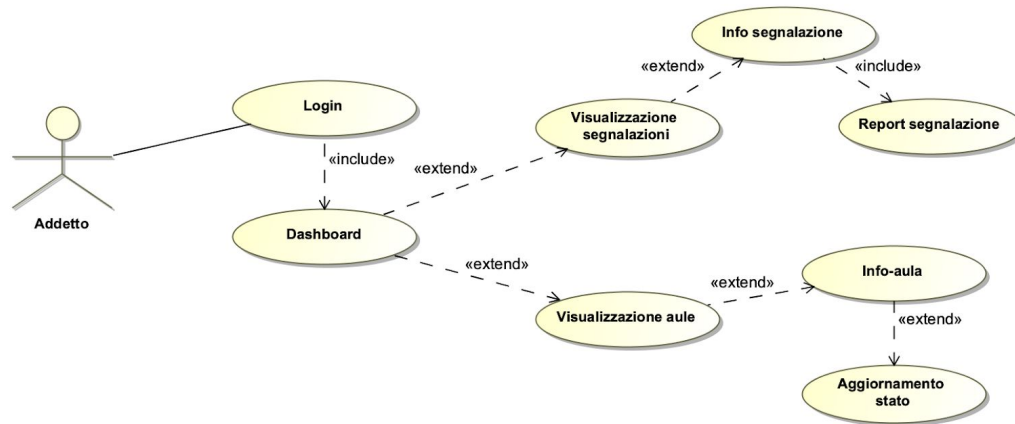 Info segnalazione
«extend»
«include»
Login
Visualizzazione
segnalazioni
Report segnalazione
«include»
«extend»
Addetto
Dashboard
«extend»
«extend»
Info-aula
Visualizzazione aule
«extend»
Aggiornamento
stato